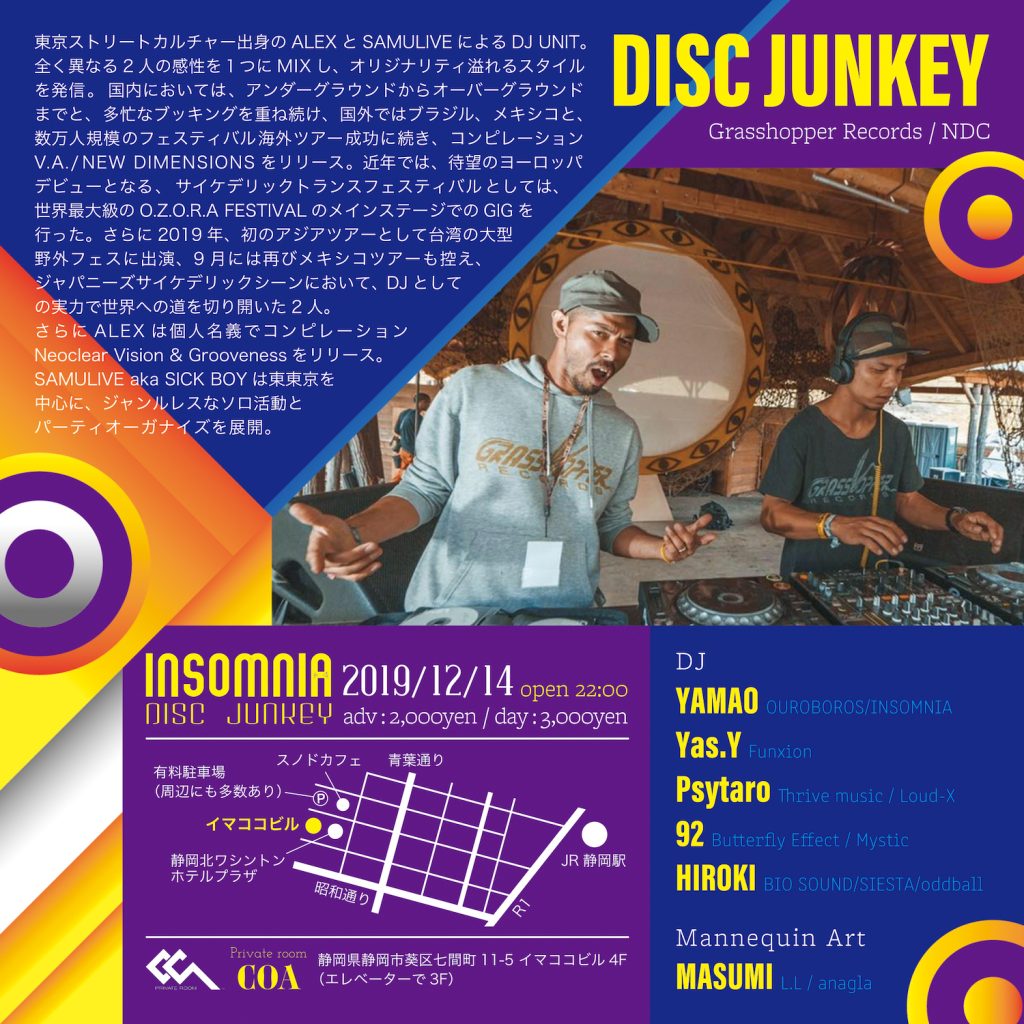 東京ストリートカルチャー出身の ALEX と SAMULIVE による DJ UNIT。
全く異なる2人の感性を1つに MIX し、オリジナリティ溢れるスタイル
を発信。国内においては、アンダーグラウンドからオーバーグラウンド
までと、多忙なブッキングを重ね続け、国外ではブラジル、メキシコと、
数万人規模のフェスティバル海外ツアー成功に続き、コンピレーション
V.A./NEW DIMENSIONS をリリース。近年では、待望のヨーロッパ
デビューとなる、サイケデリックトランスフェスティバルとしては、
世界最大級の O.Z.O.R.A FESTIVAL のメインステージでの GIG を
行った。さらに 2019 年、初のアジアツアーとして台湾の大型
野外フェスに出演、9月には再びメキシコツアーも控え、
ジャパニーズサイケデリックシーンにおいて、DJ として
の実力で世界への道を切り開いた2人。
さらに ALEX は個人名義でコンピレーション
Neoclear Vision & Grooveness をリリース。
SAMULIVE aka SICK BOY は東東京を
中心に、ジャンルレスなソロ活動と
パーティオーガナイズを展開。
DISC JUNKEY
Grasshopper Records / NDC
GRASSHOPPER
RECORDS
GRASSHOPPER
RECORDS
INSOMNIA
DISC JUNKEY
2019/12/14 open 22:00
adv : 2,000yen / day : 3,000yen
スノドカフェ
青葉通り
有料駐車場
（周辺にも多数あり）
P
イマココビル
静岡北ワシントン
ホテルプラザ
昭和通り
R1
JR 静岡駅
PRIVATE ROOM
Private room
COA
静岡県静岡市葵区七間町 11-5 イマココビル 4F
（エレベーターで 3F）
DJ
YAMAO OUROBOROS/INSOMNIA
Yas.Y Funxion
Psytaro Thrive music / Loud-X
92 Butterfly Effect / Mystic
HIROKI BIO SOUND/SIESTA/oddball
Mannequin Art
MASUMI L.L / anagla